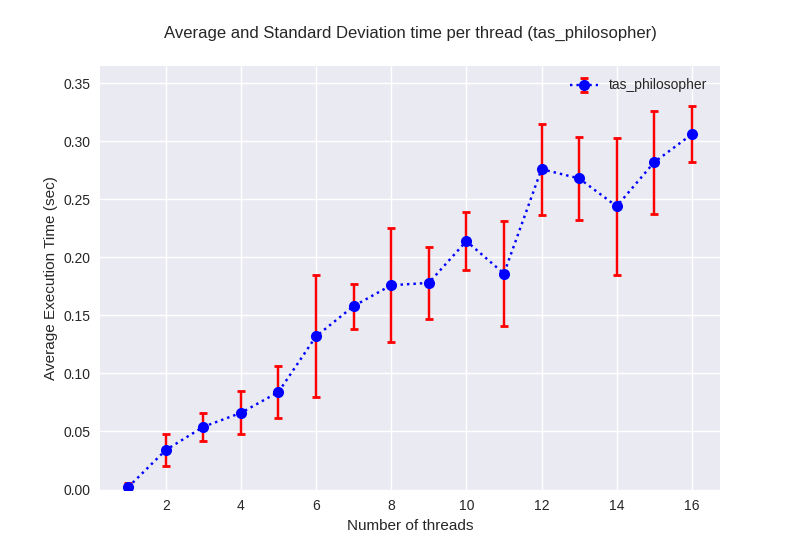 Average and Standard Deviation time per thread (tas_philosopher)
tas_philosopher
0.35
0.30
0.25
0.20
0.15
0.10
0.05
0.00
Average Execution Time (sec)
2 4 6 8 10 12 14 16
Number of threads